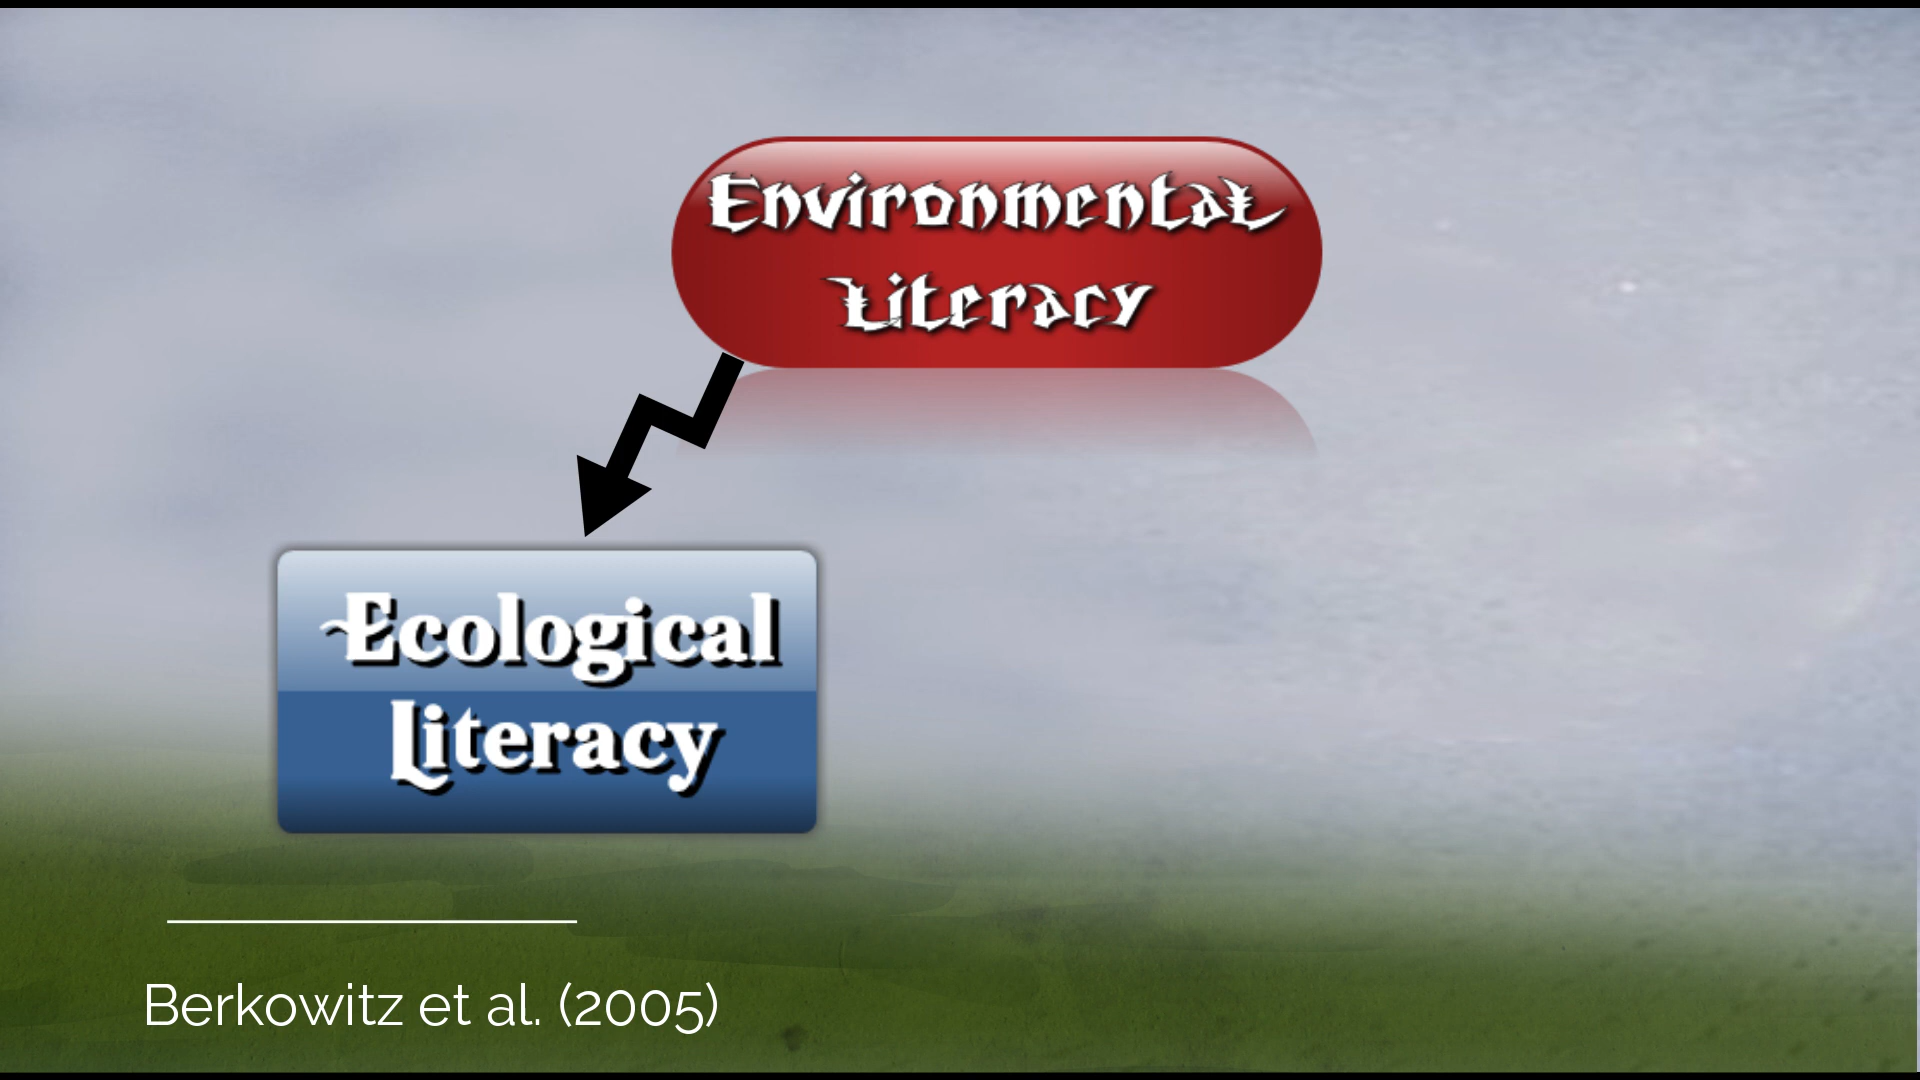 Environmental
Literacy
Ecological
Literacy
Berkowitz et al. (2005)